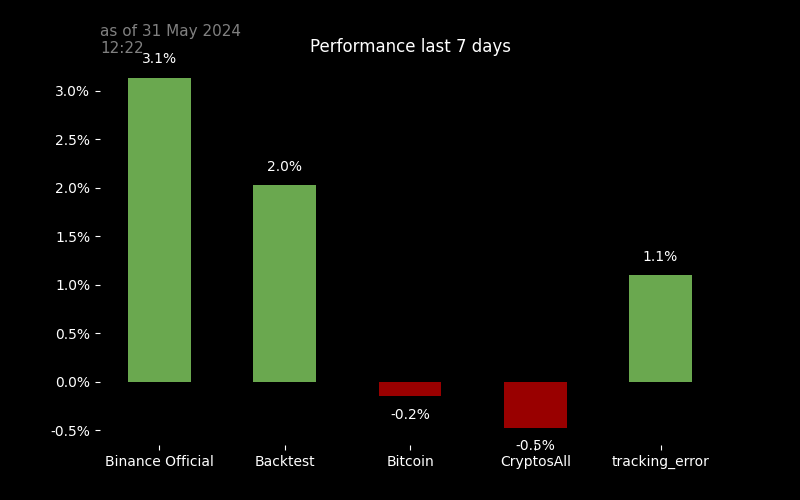 as of 31 May 2024
12:22
Performance last 7 days
3.1%
2.0%
1.1%
-0.2%
-0.5%
3.0%
2.5%
2.0%
1.5%
1.0%
0.5%
0.0%
-0.5%
Binance Official
Backtest
Bitcoin
CryptosAll
tracking_error